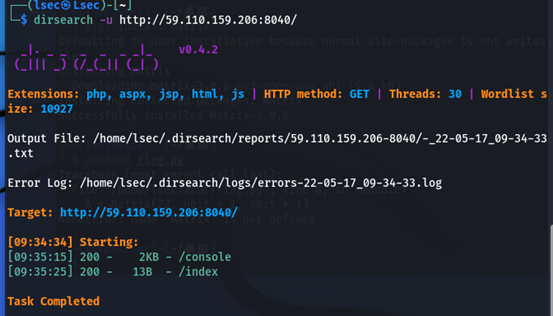 (lsec㉿Lsec)-[~]
$ dirsearch -u http://59.110.159.206:8040/
v0.4.2
Extensions: php, aspx, jsp, html, js | HTTP method: GET | Threads: 30 | Wordlist s
ize: 10927
Output File: /home/lsec/.dirsearch/reports/59.110.159.206-8040/-_22-05-17_09-34-33
.txt
Error Log: /home/lsec/.dirsearch/logs/errors-22-05-17_09-34-33.log
Target: http://59.110.159.206:8040/
[09:34:34] Starting:
[09:35:15] 200 -    2KB - /console
[09:35:25] 200 -   13B  - /index
Task Completed